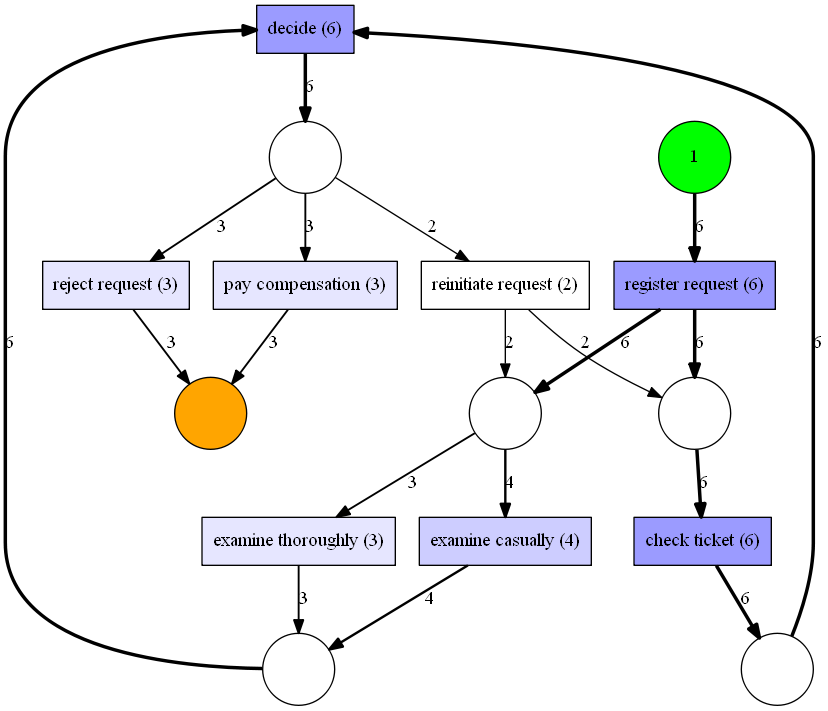 decide (6)
6
1
3
3
2
6
reject request (3)
pay compensation (3)
reinitiate request (2)
register request (6)
6
3
3
2
2
6
6
6
3
4
6
examine thoroughly (3)
examine casually (4)
check ticket (6)
3
4
6